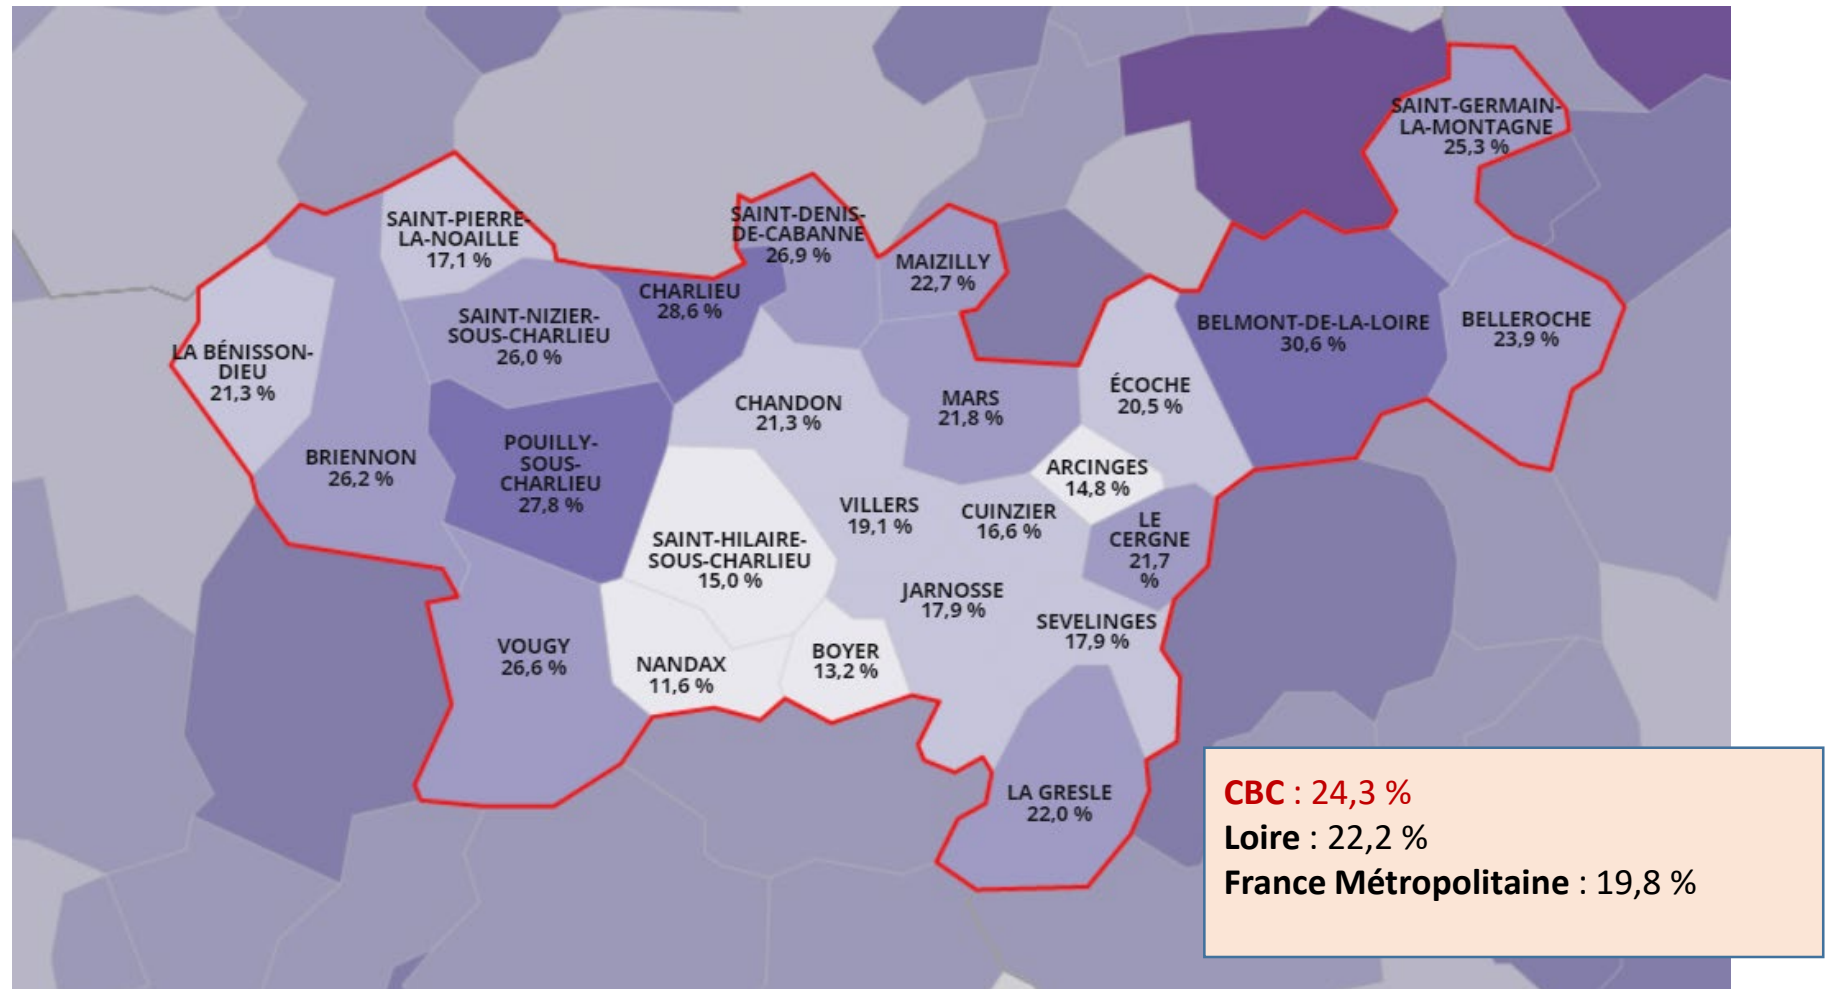 SAINT-GERMAIN-
LA-MONTAGNE
25,3 %
SAINT-PIERRE-
LA-NOAILLE
17,1 %
SAINT-DENIS-
DE-CABANNE
26,9 %
MAIZILLY
22,7 %
CHARLIEU
28,6 %
SAINT-NIZIER-
SOUS-CHARLIEU
26,0 %
BELMONT-DE-LA-LOIRE
30,6 %
BELLEROCHE
23,9 %
LA BÉNISSON-
DIEU
21,3 %
ÉCOCHE
20,5 %
CHANDON
21,3 %
MARS
21,8 %
BRIENNON
26,2 %
POUILLY-
SOUS-
CHARLIEU
27,8 %
ARCINGES
14,8 %
VILLERS
19,1 %
CUINZIER
16,6 %
LE
CERGNE
21,7
%
SAINT-HILAIRE-
SOUS-CHARLIEU
15,0 %
JARNOSSE
17,9 %
SEVELINGES
17,9 %
VOUGY
26,6 %
NANDAX
11,6 %
BOYER
13,2 %
LA GRESLE
22,0 %
CBC : 24,3 %
Loire : 22,2 %
France Métropolitaine : 19,8 %